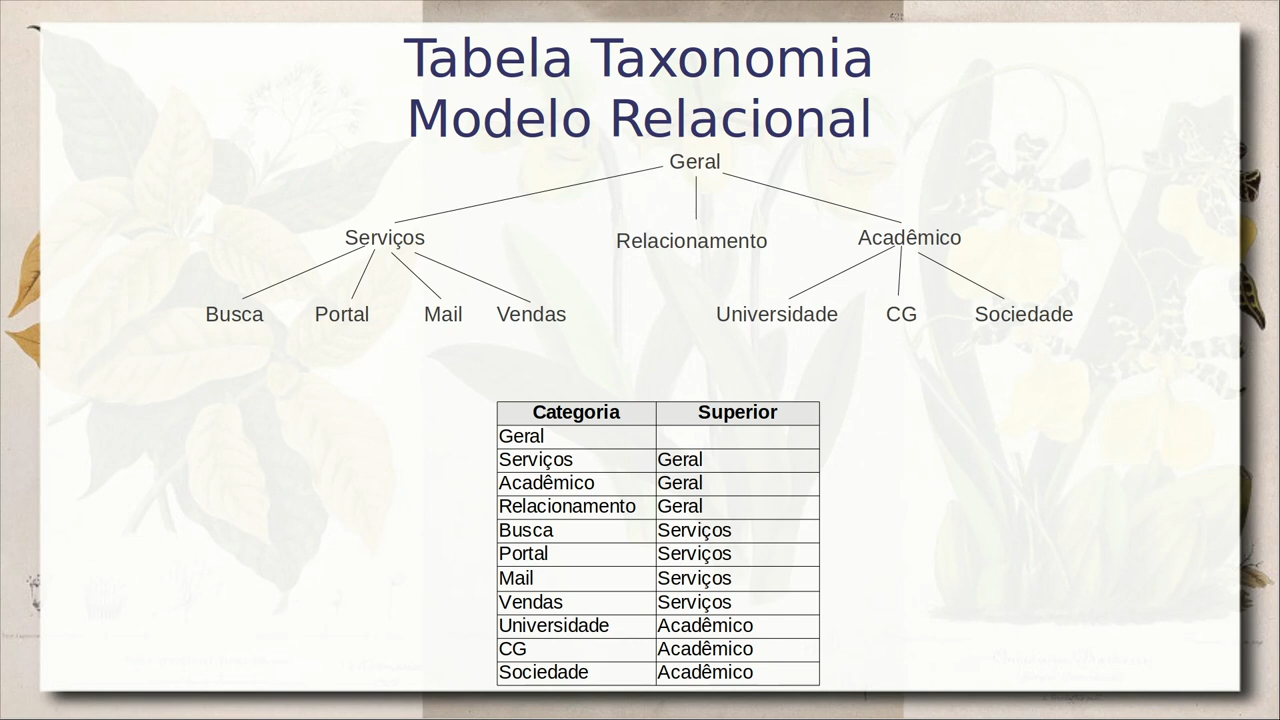 Tabela Taxonomia
Modelo Relacional
Geral
Serviços
Relacionamento
Acadêmico
Busca
Portal
Mail
Vendas
Universidade
CG
Sociedade
Categoria Superior
Geral
Serviços Geral
Acadêmico Geral
Relacionamento Geral
Busca Serviços
Portal Serviços
Mail Serviços
Vendas Serviços
Universidade Acadêmico
CG Acadêmico
Sociedade Acadêmico